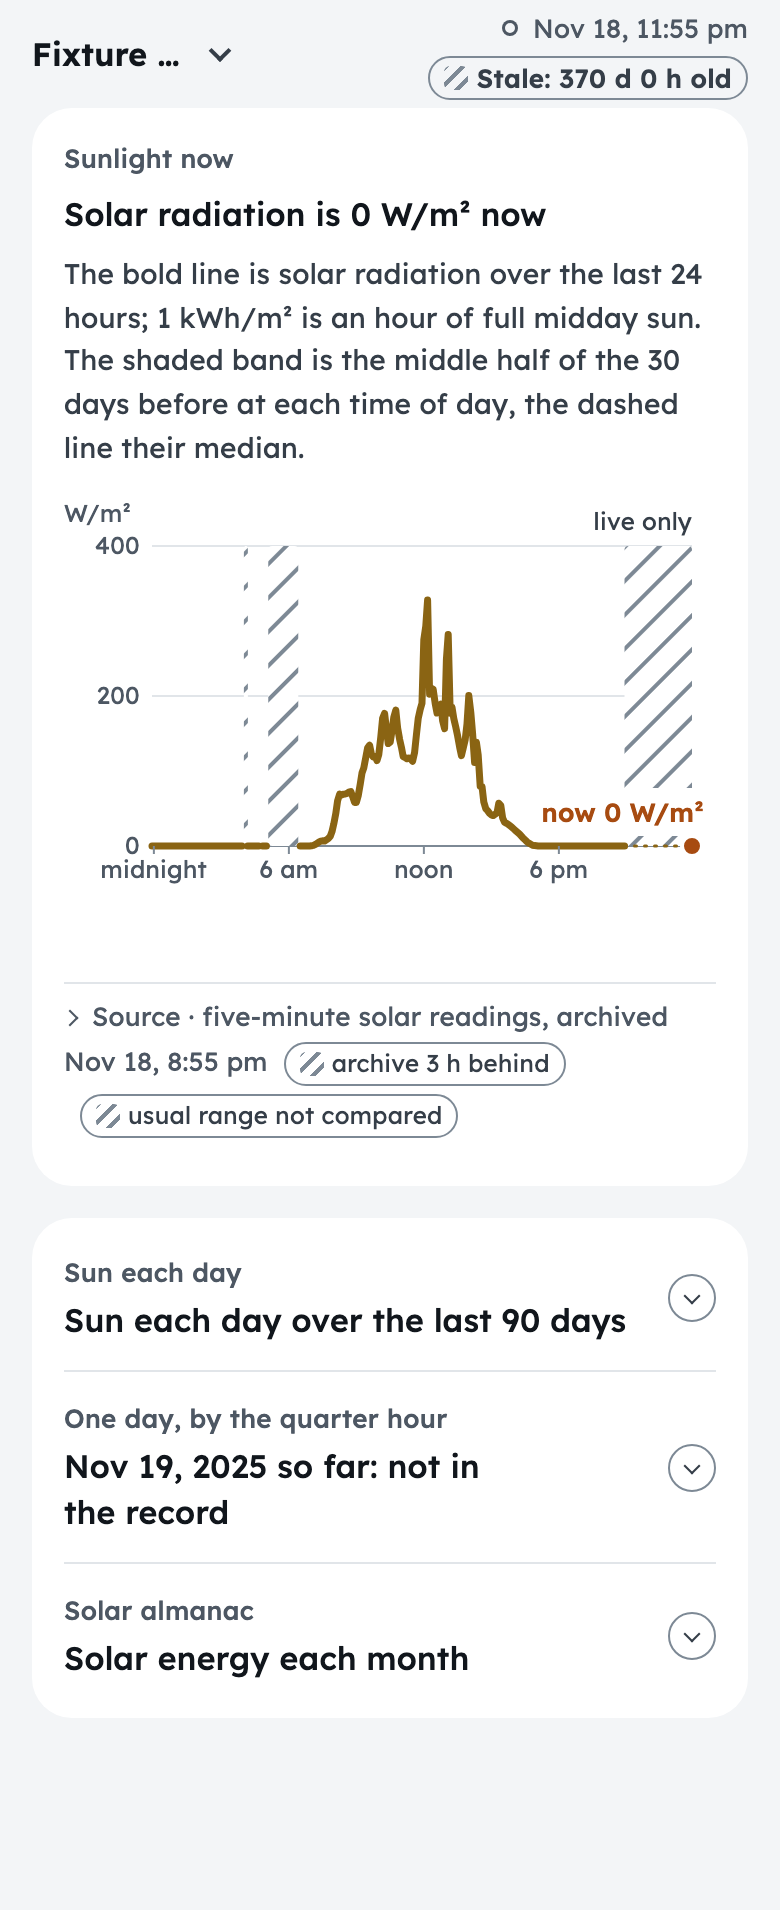 Fixture ...
Nov 18, 11:55 pm
Stale: 370 d 0 h old
Sunlight now
Solar radiation is 0 W/m² now
The bold line is solar radiation over the last 24
hours; 1 kWh/m² is an hour of full midday sun.
The shaded band is the middle half of the 30
days before at each time of day, the dashed
line their median.
W/m²
live only
400
200
now 0 W/m²
0
midnight 6 am noon 6 pm
Source · five-minute solar readings, archived
Nov 18, 8:55 pm archive 3 h behind
usual range not compared
Sun each day
Sun each day over the last 90 days
One day, by the quarter hour
Nov 19, 2025 so far: not in
the record
Solar almanac
Solar energy each month